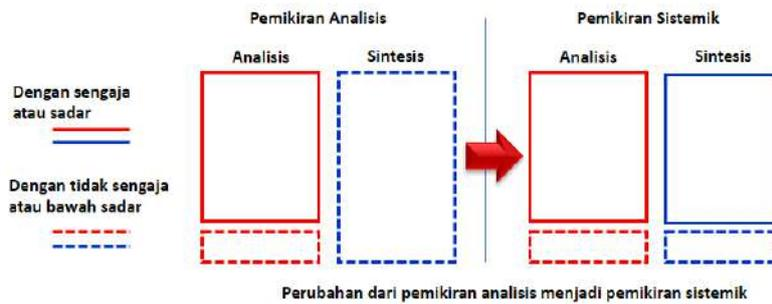 Pemikiran Analisis
Pemikiran Sistemik
Analisis
Sintesis
Analisis
Sintesis
Dengan sengaja
atau sadar
Dengan tidak sengaja
atau bawah sadar
Perubahan dari pemikiran analisis menjadi pemikiran sistemik